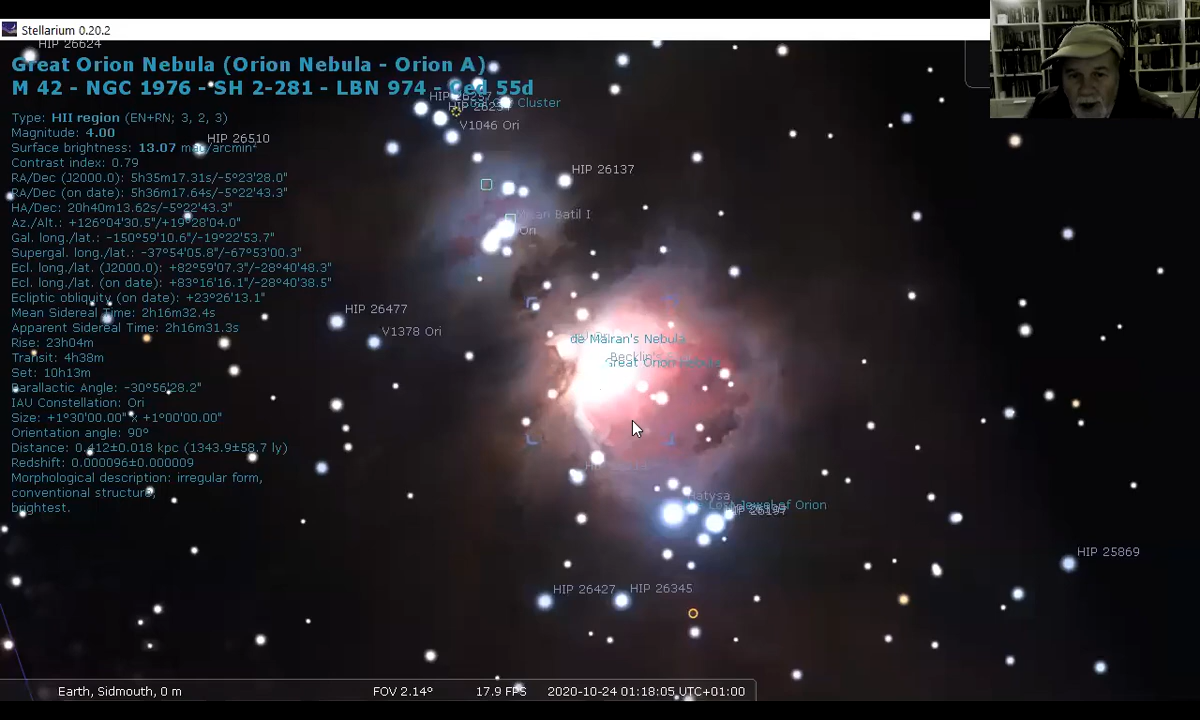 Stellarium 0.20.2
HIP 26624
Great Orion Nebula (Orion Nebula - Orion A)
M 42 - NGC 1976 - SH 2-281 - LBN 974 - Ced 55d
HIP 26257
Cluster
HIP
V1046 Ori
Type: HII region (EN+RN; 3, 2, 3)
Magnitude: 4.00
HIP 26510
Surface brightness: 13.07 mag/arcmin²
Contrast index: 0.79
HIP 26137
RA/Dec (J2000.0): 5h35m17.31s/-5°23'28.0"
RA/Dec (on date): 5h36m17.64s/-5°22'43.3"
HA/Dec: 20h40m13.62s/-5°22'43.3"
Batil I
Az./Alt.: +126°04'30.5"/+19°28'04.0"
Ori
Gal. long./lat.: -150°59'10.6"/-19°22'53.7"
Supergal. long./lat.: -37°54'05.8"/-67°53'00.3"
Ecl. long./lat. (J2000.0): +82°59'07.3"/-28°40'48.3"
Ecl. long./lat. (on date): +83°16'16.1"/-28°40'38.5"
Ecliptic obliquity (on date): +23°26'13.1"
Mean Sidereal Time: 2h16m32.4s
HIP 26477
Apparent Sidereal Time: 2h16m31.3s
V1378 Ori
Rise: 23h04m
de Mairan's Nebula
Transit: 4h38m
Becklin's
Great Orion Nebula
Set: 10h13m
Parallactic Angle: -30°56'28.2"
IAU Constellation: Ori
Size: +1°30'00.00" x +1°00'00.00"
Orientation angle: 90°
Distance: 0.412±0.018 kpc (1343.9±58.7 ly)
Redshift: 0.000096±0.000009
Morphological description: irregular form,
conventional structure,
brightest.
Hatysa
Lost Jewel of Orion
HIP 26197
HIP 25869
HIP 26427
HIP 26345
Earth, Sidmouth, 0 m
FOV 2.14°
17.9 FPS
2020-10-24 01:18:05 UTC+01:00